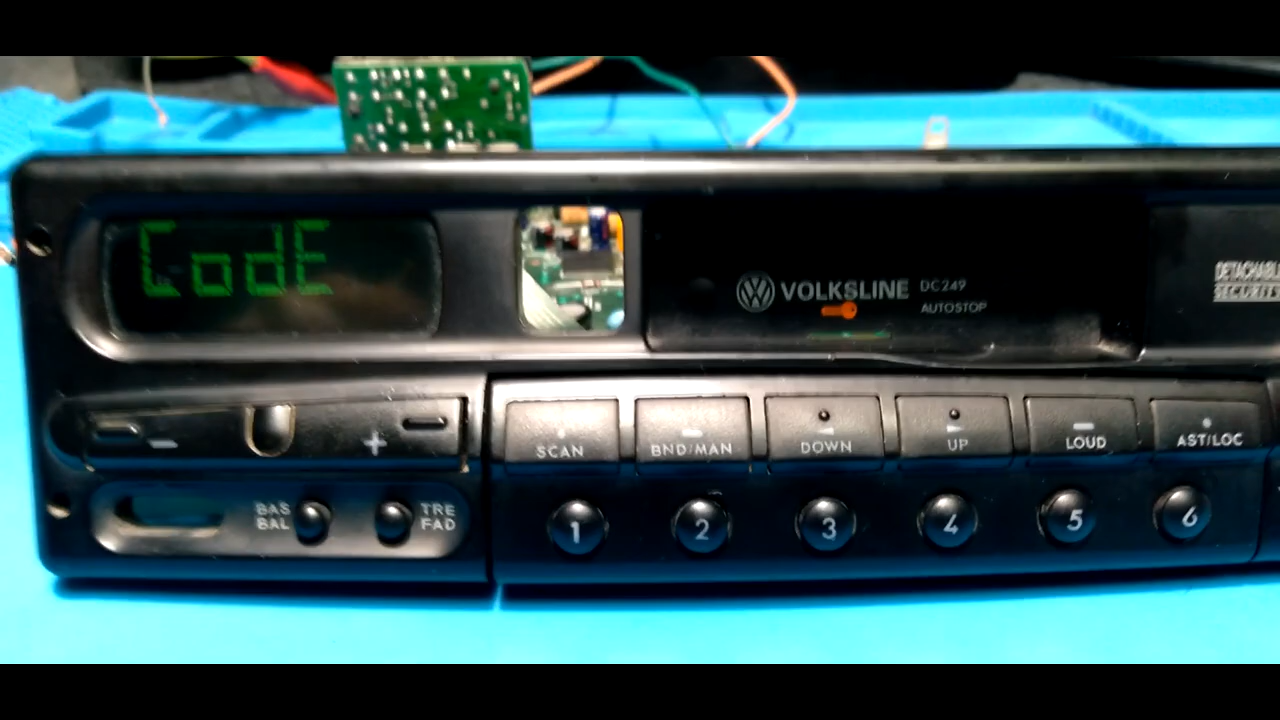 CodE
VOLKSLINE DC249
AUTOSTOP
DETACHABL
SECURITY
− +
SCAN BND/MAN DOWN UP LOUD AST/LOC
BAS TRE
BAL FAD
1 2 3 4 5 6